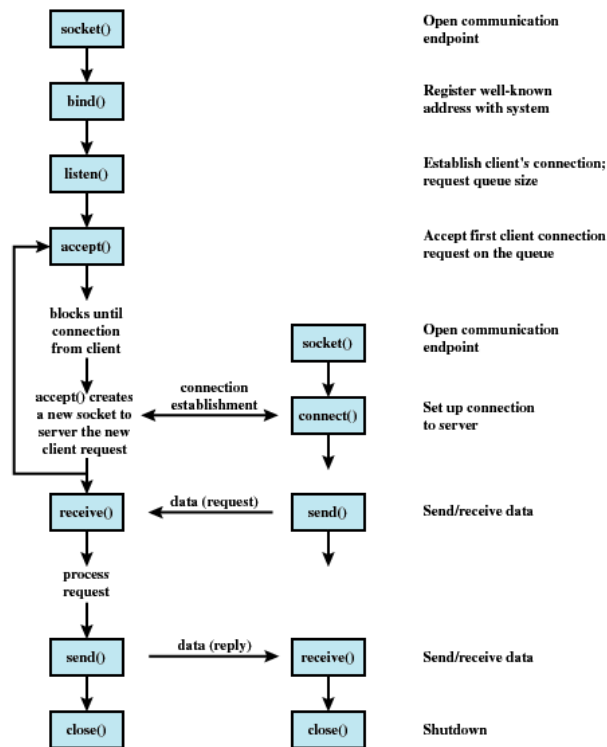 socket()
Open communication
endpoint
bind()
Register well-known
address with system
listen()
Establish client's connection;
request queue size
accept()
Accept first client connection
request on the queue
blocks until
connection
from client
socket()
Open communication
endpoint
accept() creates
a new socket to
server the new
client request
connection
establishment
connect()
Set up connection
to server
receive()
data (request)
send()
Send/receive data
process
request
send()
data (reply)
receive()
Send/receive data
close()
close()
Shutdown